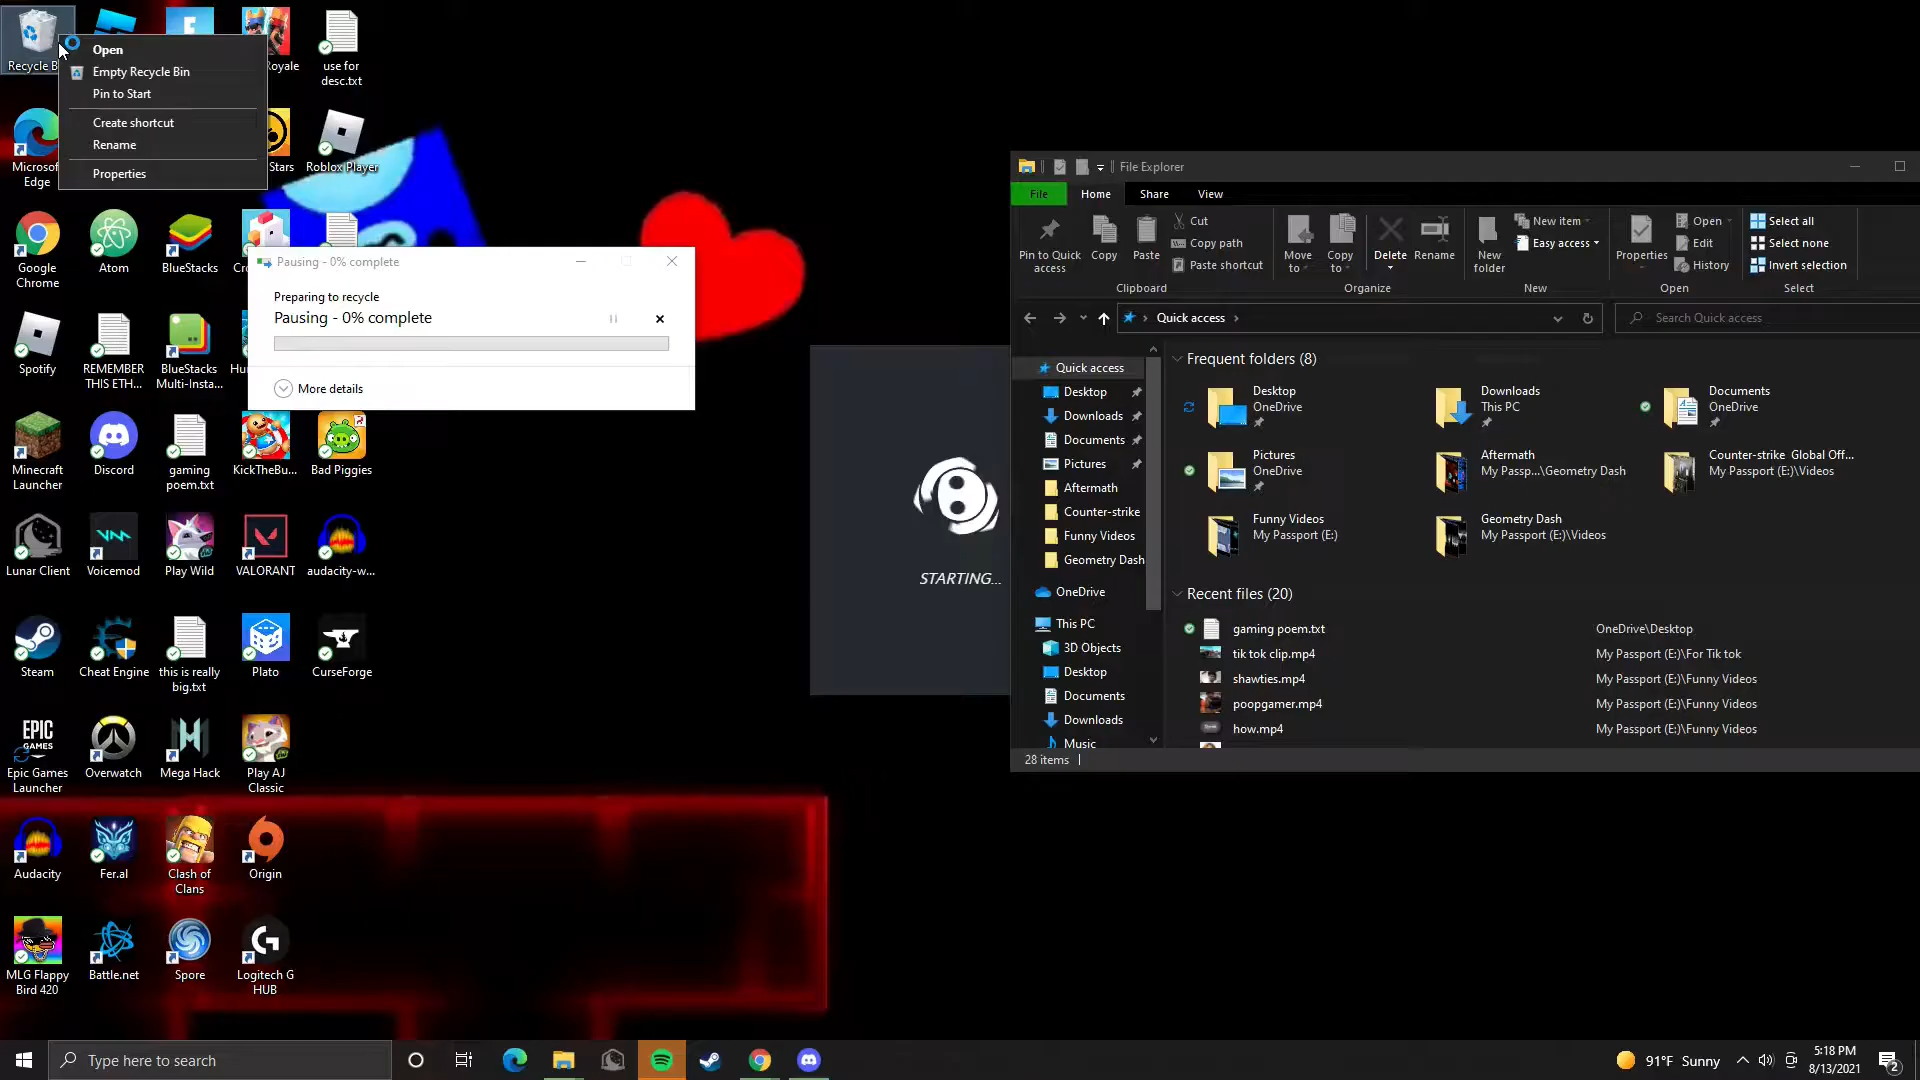 Recycle B
Open
Empty Recycle Bin
Pin to Start
Create shortcut
Rename
Properties
oyale
use for
desc.txt
Microsof
Edge
Stars
Roblox Player
Google
Chrome
Atom
BlueStacks
Cro
Pausing - 0% complete
Preparing to recycle
Pausing - 0% complete
More details
Spotify
REMEMBER
THIS ETH...
BlueStacks
Multi-Insta...
Hun
Minecraft
Launcher
Discord
gaming
poem.txt
KickTheBu...
Bad Piggies
Lunar Client
Voicemod
Play Wild
VALORANT
audacity-w...
Steam
Cheat Engine
this is really
big.txt
Plato
CurseForge
EPIC
GAMES
Epic Games
Launcher
Overwatch
Mega Hack
Play AJ
Classic
Audacity
Fer.al
Clash of
Clans
Origin
MLG Flappy
Bird 420
Battle.net
Spore
Logitech G
HUB
STARTING...
File Explorer
File
Home
Share
View
Pin to Quick
access
Copy
Paste
Cut
Copy path
Paste shortcut
Clipboard
Move
to
Copy
to
Delete
Rename
Organize
New
folder
New item
Easy access
New
Properties
Open
Edit
History
Open
Select all
Select none
Invert selection
Select
Quick access
Search Quick access
Quick access
Desktop
Downloads
Documents
Pictures
Aftermath
Counter-strike
Funny Videos
Geometry Dash
OneDrive
This PC
3D Objects
Desktop
Documents
Downloads
Music
Frequent folders (8)
Desktop
OneDrive
Downloads
This PC
Documents
OneDrive
Pictures
OneDrive
Aftermath
My Passp...\Geometry Dash
Counter-strike Global Off...
My Passport (E:)\Videos
Funny Videos
My Passport (E:)
Geometry Dash
My Passport (E:)\Videos
Recent files (20)
gaming poem.txt OneDrive\Desktop
tik tok clip.mp4 My Passport (E:)\For Tik tok
shawties.mp4 My Passport (E:)\Funny Videos
poopgamer.mp4 My Passport (E:)\Funny Videos
how.mp4 My Passport (E:)\Funny Videos
28 items
Type here to search
91°F Sunny
5:18 PM
8/13/2021
2